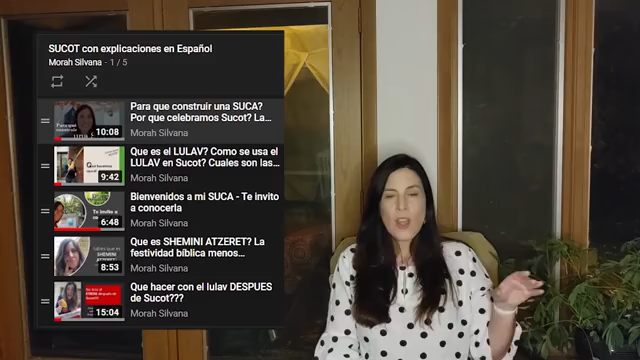 SUCOT con explicaciones en Español
Morah Silvana - 1 / 5
Para que construir una SUCA?
Por que celebramos Sucot? La...
Morah Silvana
10:08
Que es el LULAV? Como se usa el
LULAV en Sucot? Cuales son las...
Morah Silvana
9:42
Bienvenidos a mi SUCA - Te invito
a conocerla
Morah Silvana
6:48
Que es SHEMINI ATZERET? La
festividad bíblica menos...
Morah Silvana
8:53
Que hacer con el lulav DESPUES
de Sucot???
Morah Silvana
15:04